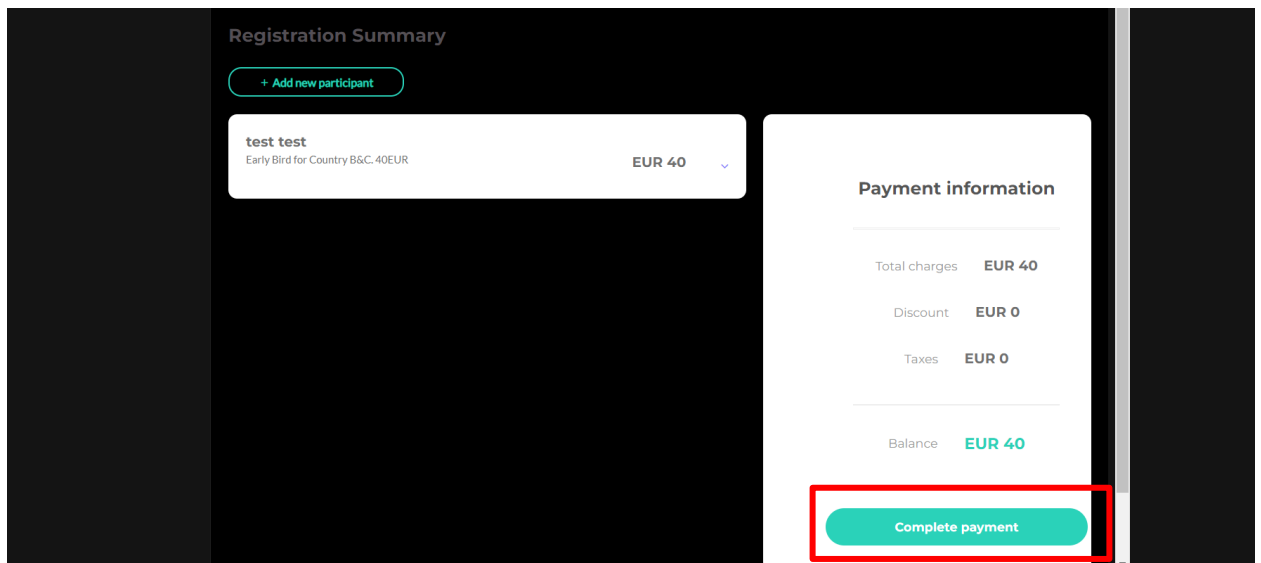 Registration Summary
+ Add new participant
test test
Early Bird for Country B&C. 40EUR
EUR 40
Payment information
Total charges EUR 40
Discount EUR 0
Taxes EUR 0
Balance EUR 40
Complete payment